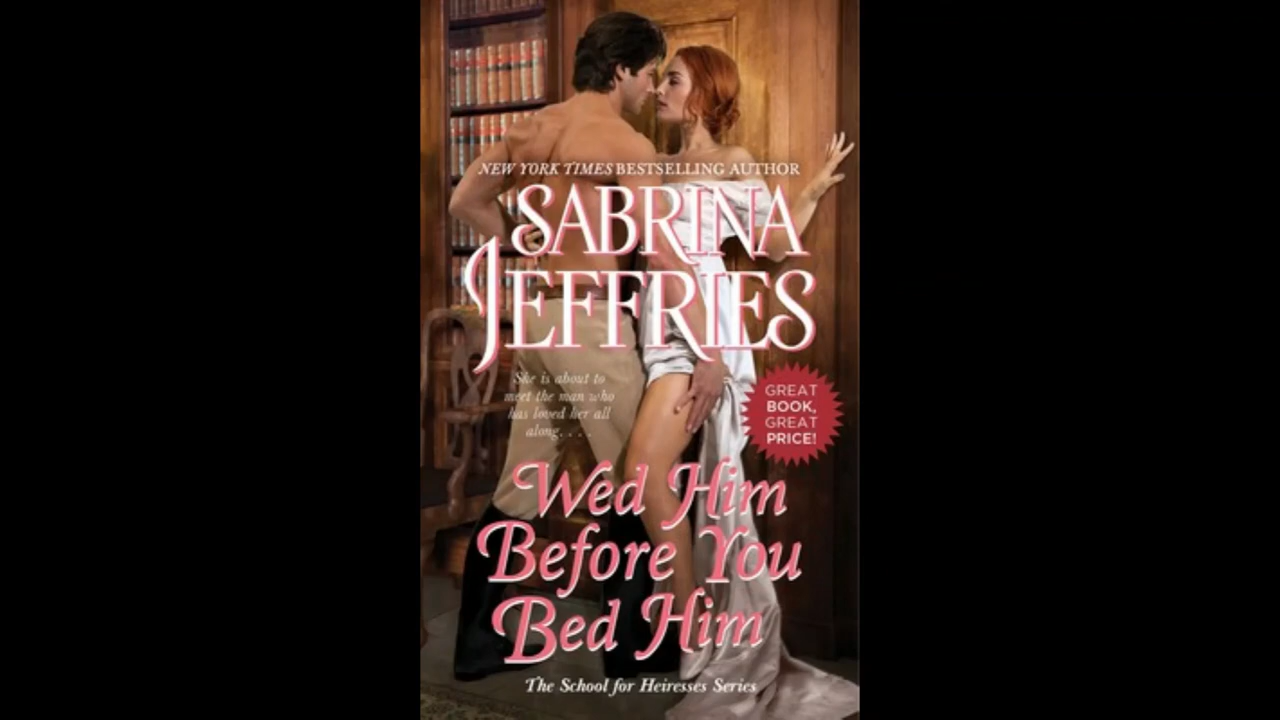 NEW YORK TIMES BESTSELLING AUTHOR
SABRINA
JEFFRIES
She is about to
meet the man who
has loved her all
along. . . .
GREAT
BOOK,
GREAT
PRICE!
Wed Him
Before You
Bed Him
The School for Heiresses Series